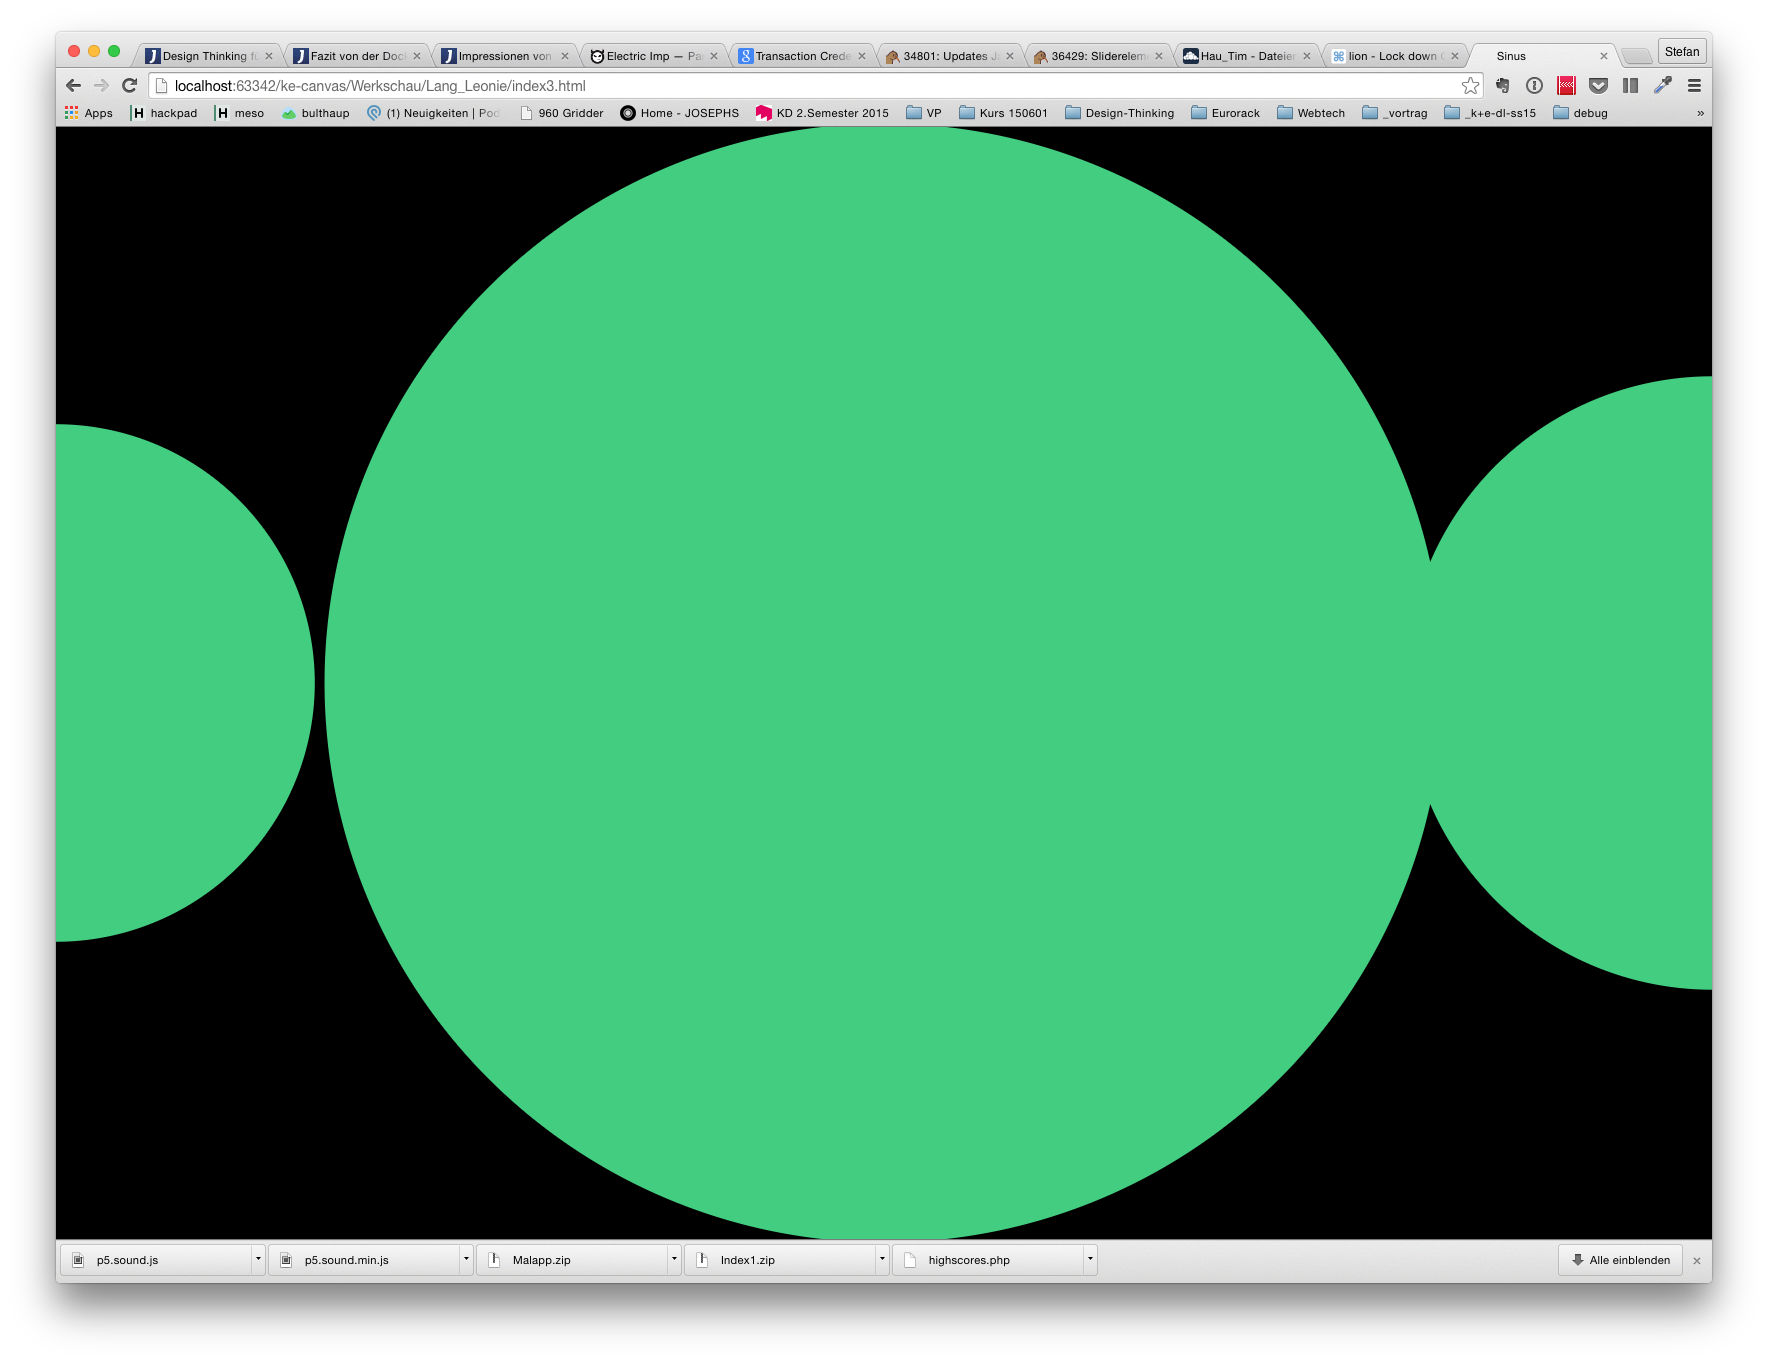 Design Thinking fü
Fazit von der Doc
Impressionen von
Electric Imp — Pa
Transaction Crede
34801: Updates Ja
36429: Sliderelem
Hau_Tim - Dateien
lion - Lock down
Sinus
Stefan
localhost:63342/ke-canvas/Werkschau/Lang_Leonie/index3.html
Apps hackpad meso bulthaup (1) Neuigkeiten | Pod 960 Gridder Home - JOSEPHS KD 2.Semester 2015 VP Kurs 150601 Design-Thinking Eurorack Webtech _vortrag _k+e-dl-ss15 debug »
p5.sound.js p5.sound.min.js Malapp.zip Index1.zip highscores.php Alle einblenden